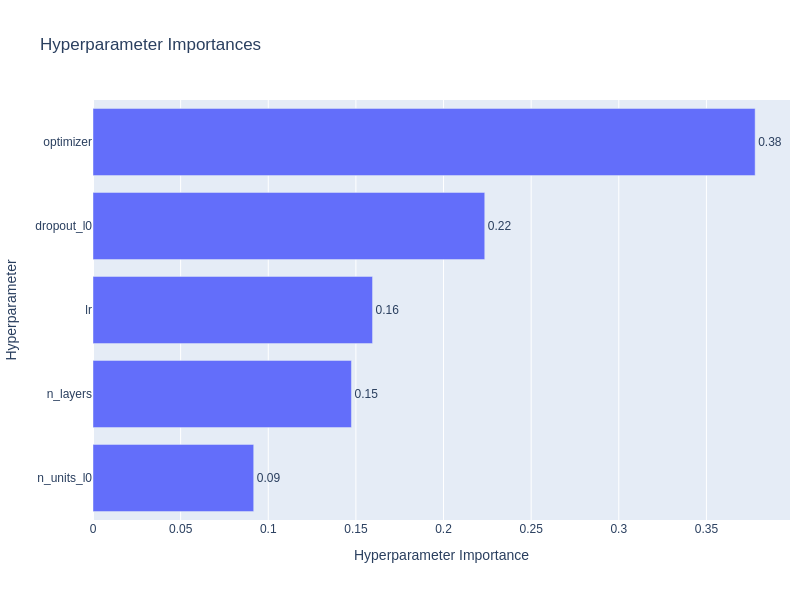 Hyperparameter Importances
Hyperparameter
optimizer 0.38
dropout_l0 0.22
lr 0.16
n_layers 0.15
n_units_l0 0.09
0 0.05 0.1 0.15 0.2 0.25 0.3 0.35
Hyperparameter Importance